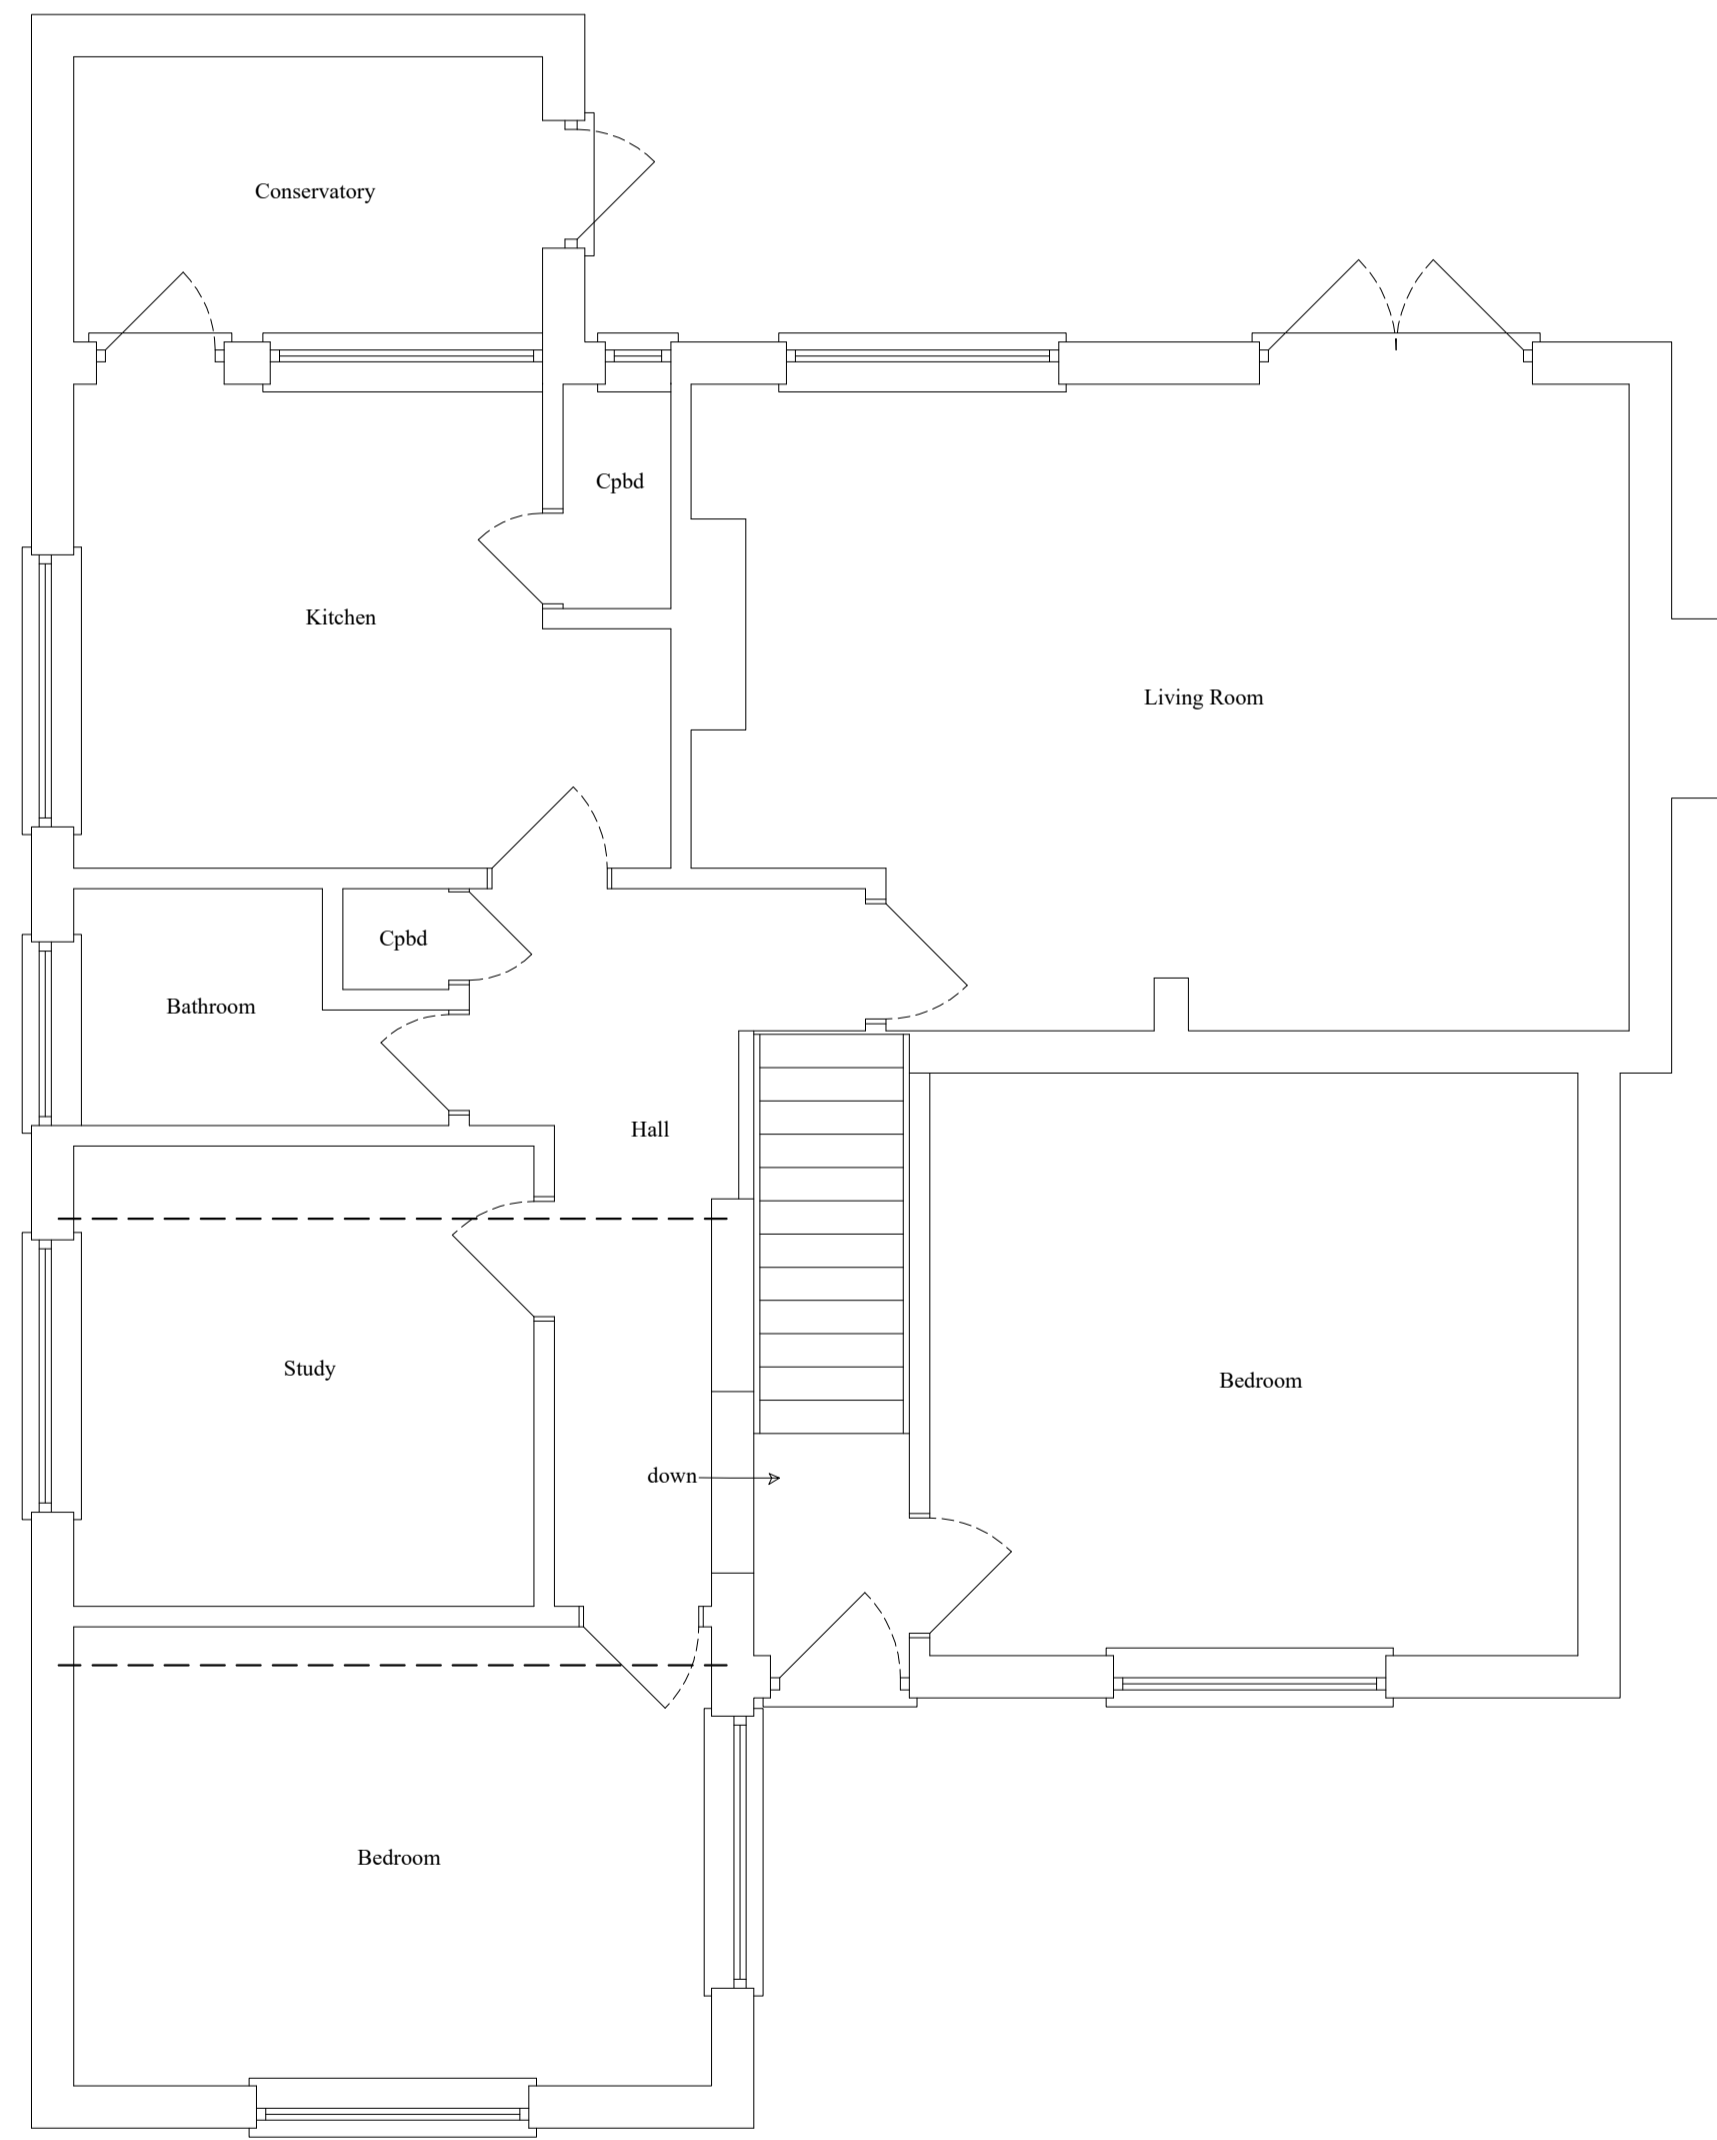 Conservatory
Cpbd
Kitchen
Living Room
Cpbd
Bathroom
Hall
Study
Bedroom
down
Bedroom